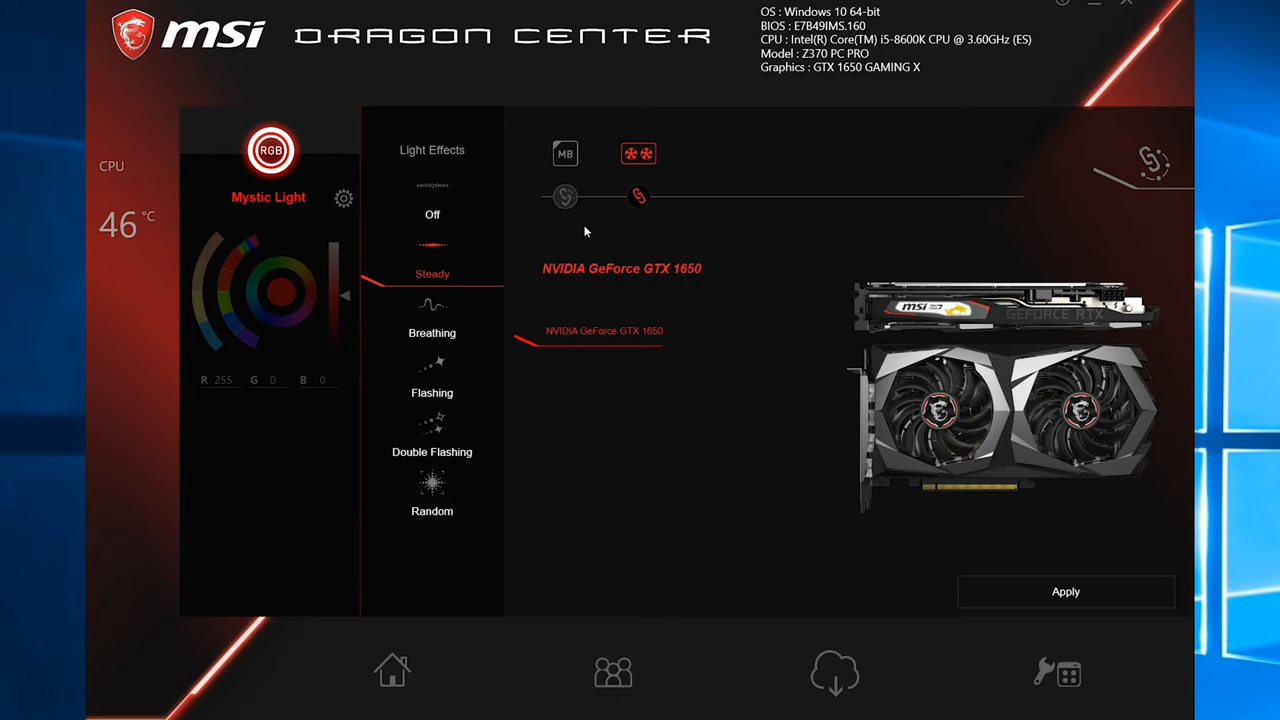 msi DRAGON CENTER
OS : Windows 10 64-bit
BIOS : E7B49IMS.160
CPU : Intel(R) Core(TM) i5-8600K CPU @ 3.60GHz (ES)
Model : Z370 PC PRO
Graphics : GTX 1650 GAMING X
CPU
46 °C
RGB
Mystic Light
R 255 G 0 B 0
Light Effects
Off
Steady
Breathing
Flashing
Double Flashing
Random
MB
NVIDIA GeForce GTX 1650
NVIDIA GeForce GTX 1650
msi
GEFORCE RTX
Apply